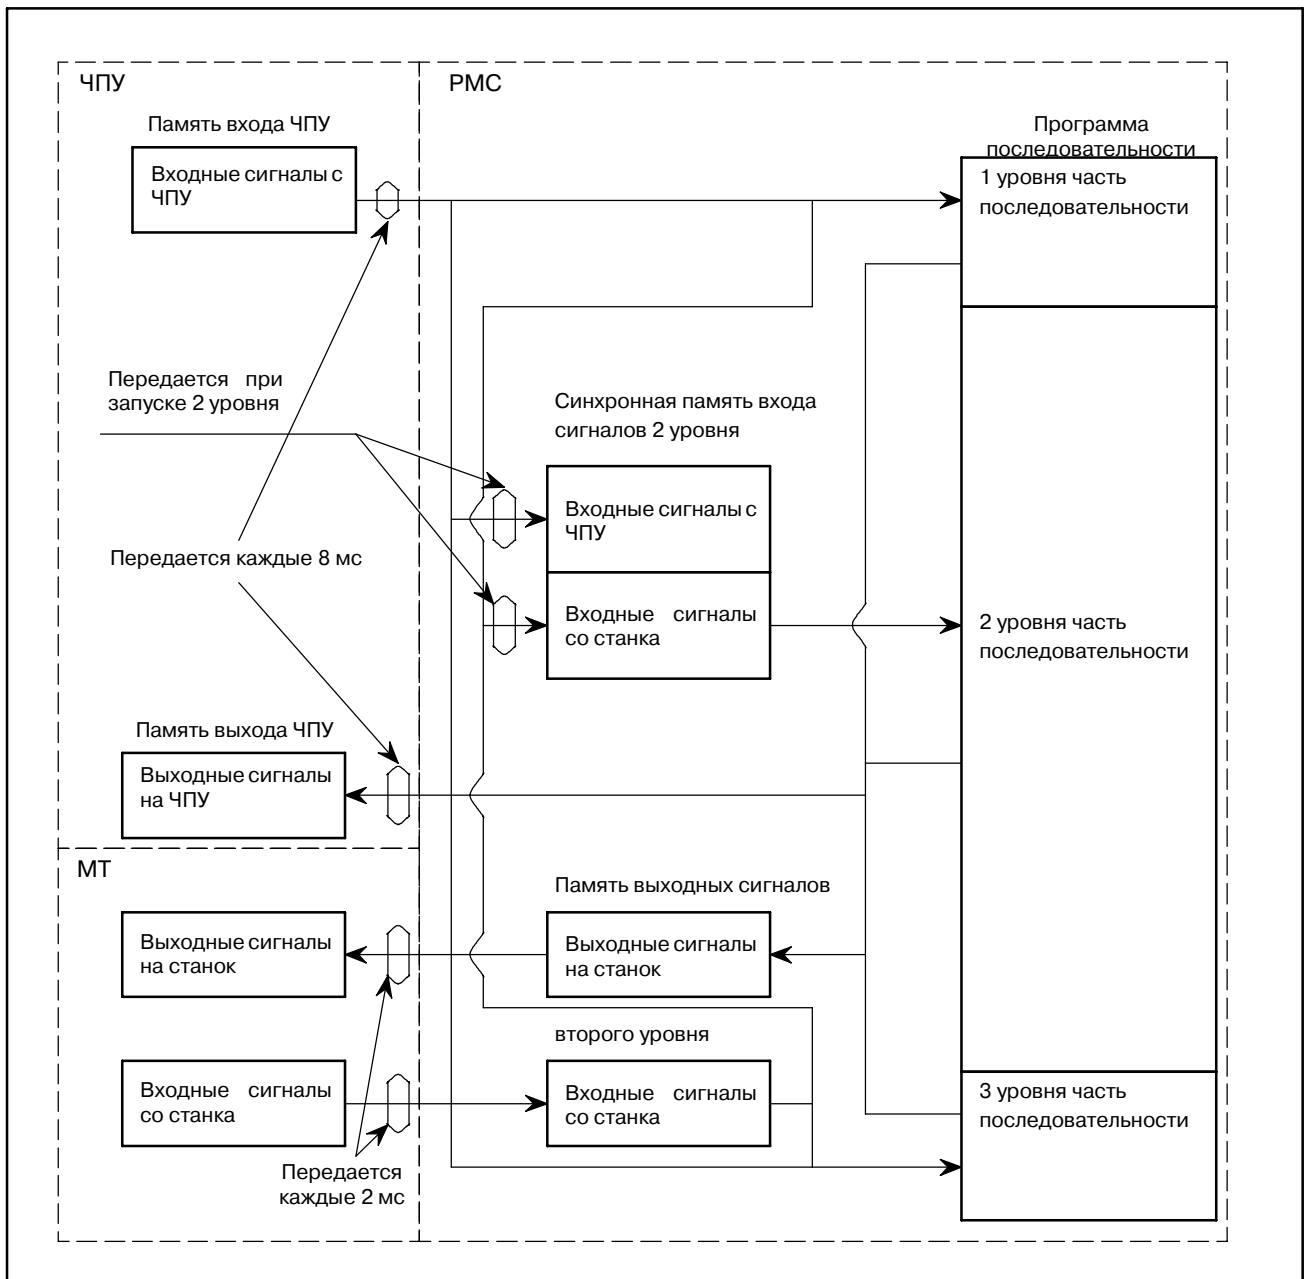 ЧПУ
PMC
Память входа ЧПУ
Входные сигналы с
ЧПУ
Программа
последовательности
1 уровня часть
последовательности
Передается при
запуске 2 уровня
Синхронная память входа
сигналов 2 уровня
Входные сигналы с
ЧПУ
Передается каждые 8 мс
Входные сигналы
со станка
2 уровня часть
последовательности
Память выхода ЧПУ
Выходные сигналы
на ЧПУ
МТ
Память выходных сигналов
Выходные сигналы
на станок
Выходные сигналы
на станок
второго уровня
Входные сигналы
со станка
Входные сигналы
со станка
3 уровня часть
последовательности
Передается
каждые 2 мс